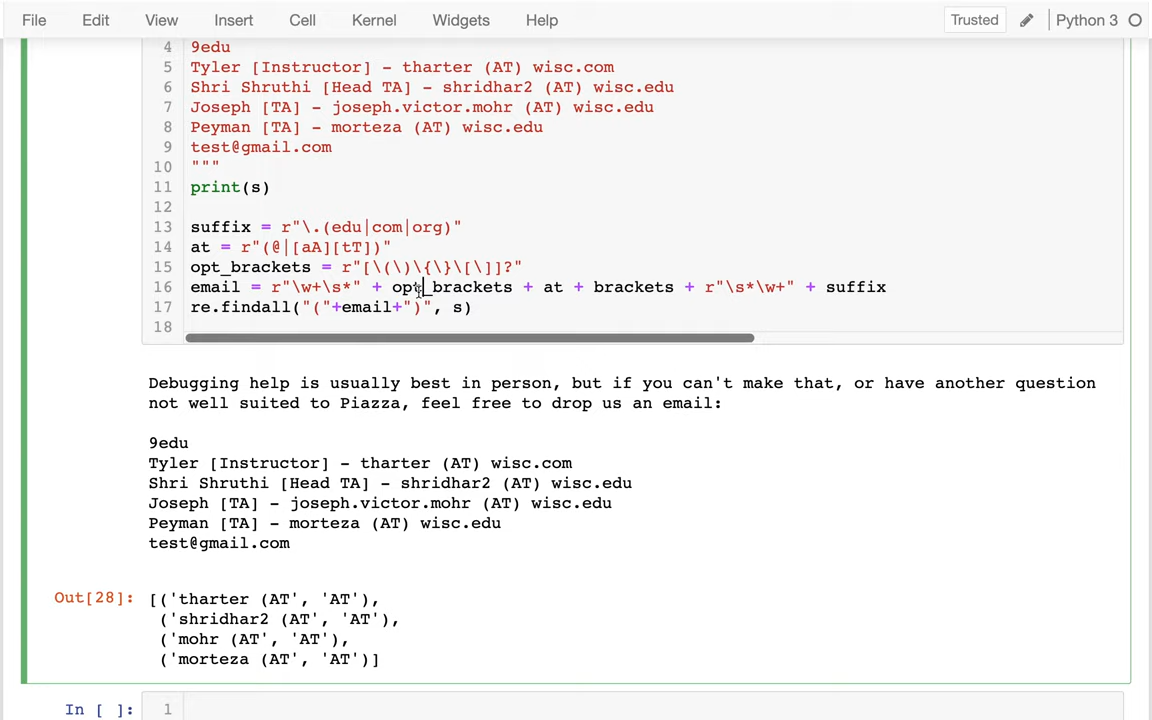 File Edit View Insert Cell Kernel Widgets Help Trusted Python 3
4 9edu
5 Tyler [Instructor] - tharter (AT) wisc.com
6 Shri Shruthi [Head TA] - shridhar2 (AT) wisc.edu
7 Joseph [TA] - joseph.victor.mohr (AT) wisc.edu
8 Peyman [TA] - morteza (AT) wisc.edu
9 test@gmail.com
10 """
11 print(s)
12
13 suffix = r"\.(edu|com|org)"
14 at = r"(@|[aA][tT])"
15 opt_brackets = r"[\(\)\{\}\[\]]?"
16 email = r"\w+\s*" + opt_brackets + at + brackets + r"\s*\w+" + suffix
17 re.findall("("+email+")", s)
18
Debugging help is usually best in person, but if you can't make that, or have another question
not well suited to Piazza, feel free to drop us an email:
9edu
Tyler [Instructor] - tharter (AT) wisc.com
Shri Shruthi [Head TA] - shridhar2 (AT) wisc.edu
Joseph [TA] - joseph.victor.mohr (AT) wisc.edu
Peyman [TA] - morteza (AT) wisc.edu
test@gmail.com
Out[28]: [('tharter (AT', 'AT'),
('shridhar2 (AT', 'AT'),
('mohr (AT', 'AT'),
('morteza (AT', 'AT')]
In [ ]: 1